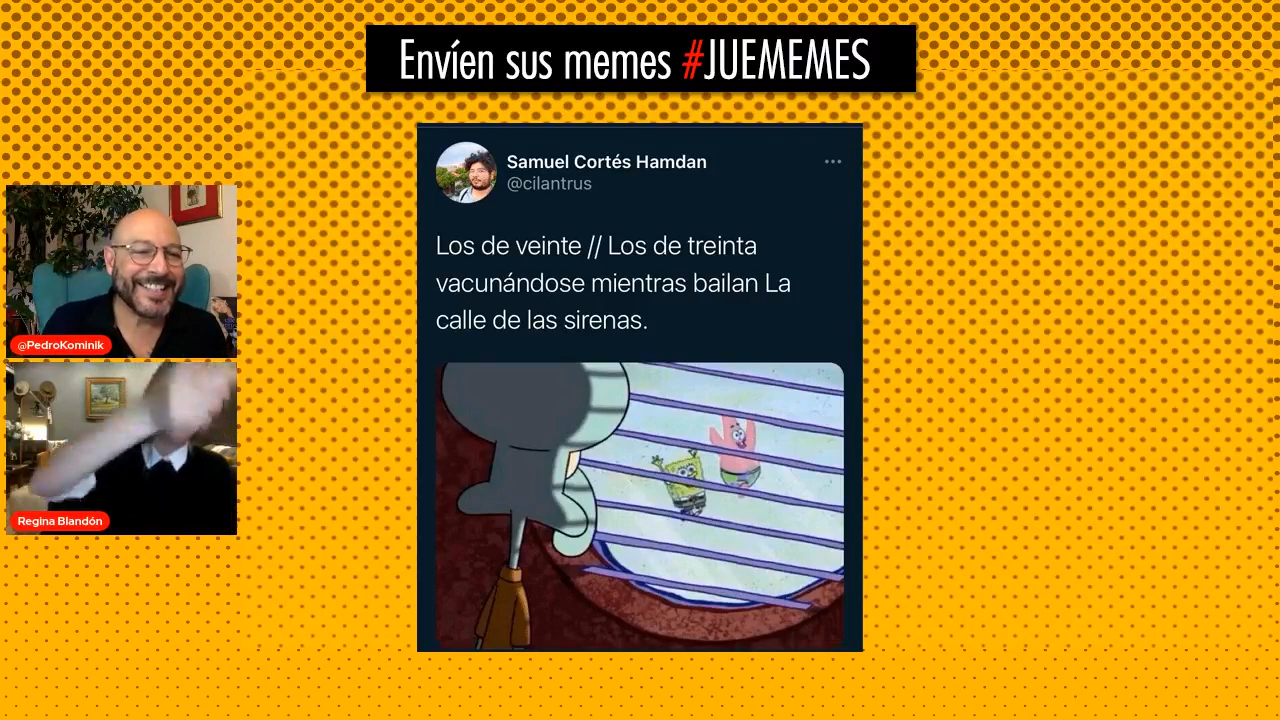 Envíen sus memes #JUEMEMES
Samuel Cortés Hamdan
@cilantrus
Los de veinte // Los de treinta
vacunándose mientras bailan La
calle de las sirenas.
@PedroKominik
Regina Blandón